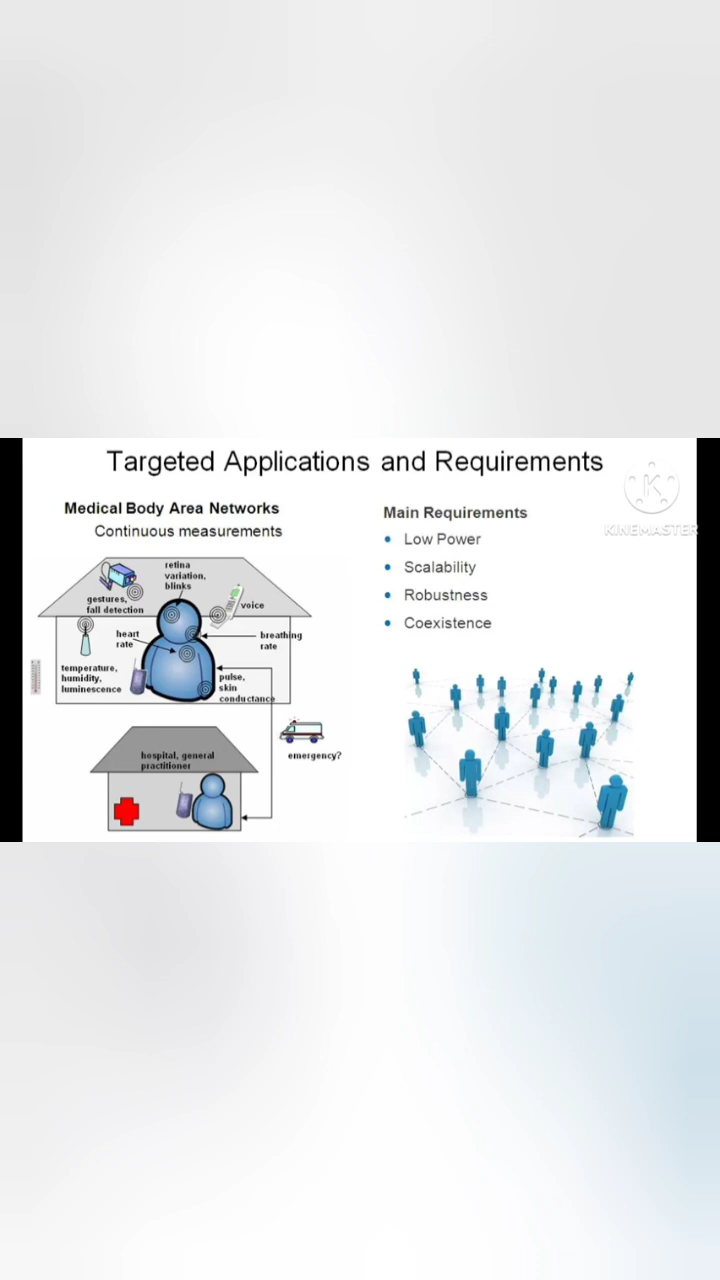 Targeted Applications and Requirements
KINEMASTER
Medical Body Area Networks
Continuous measurements
retina
variation,
blinks
gestures,
fall detection
voice
heart
rate
breathing
rate
temperature,
humidity,
luminescence
pulse,
skin
conductance
emergency?
hospital, general
practitioner
Main Requirements
• Low Power
• Scalability
• Robustness
• Coexistence